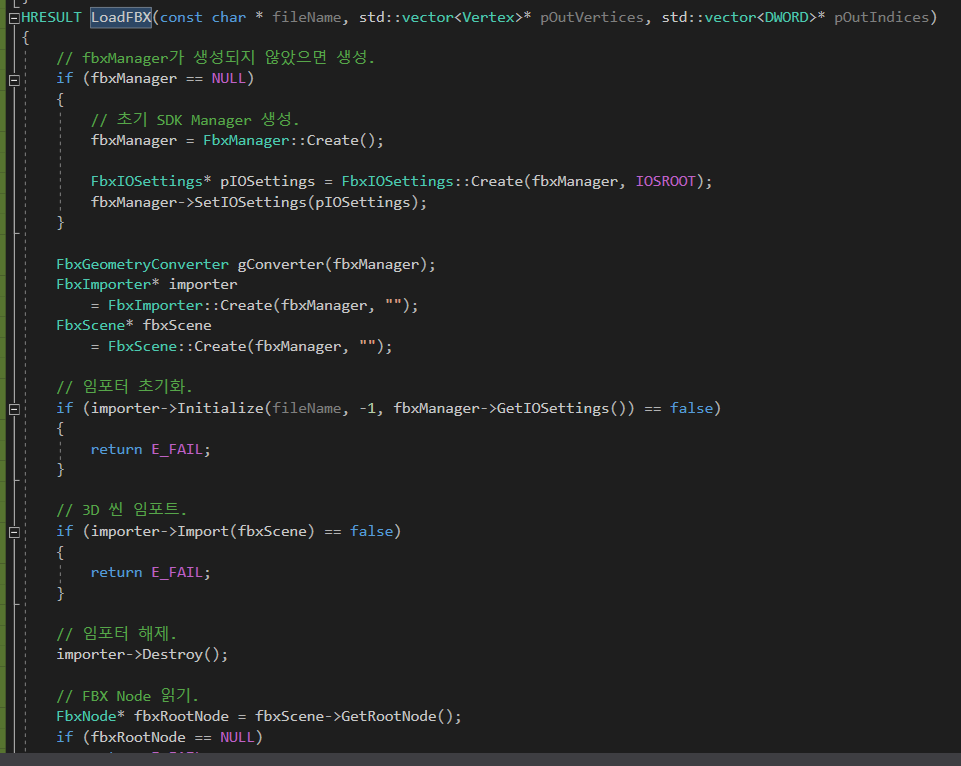 HRESULT LoadFBX(const char * fileName, std::vector<Vertex>* pOutVertices, std::vector<DWORD>* pOutIndices)
{
// fbxManager가 생성되지 않았으면 생성.
if (fbxManager == NULL)
{
// 초기 SDK Manager 생성.
fbxManager = FbxManager::Create();
FbxIOSettings* pIOSettings = FbxIOSettings::Create(fbxManager, IOSROOT);
fbxManager->SetIOSettings(pIOSettings);
}
FbxGeometryConverter gConverter(fbxManager);
FbxImporter* importer
= FbxImporter::Create(fbxManager, "");
FbxScene* fbxScene
= FbxScene::Create(fbxManager, "");
// 임포터 초기화.
if (importer->Initialize(fileName, -1, fbxManager->GetIOSettings()) == false)
{
return E_FAIL;
}
// 3D 씬 임포트.
if (importer->Import(fbxScene) == false)
{
return E_FAIL;
}
// 임포터 해제.
importer->Destroy();
// FBX Node 읽기.
FbxNode* fbxRootNode = fbxScene->GetRootNode();
if (fbxRootNode == NULL)